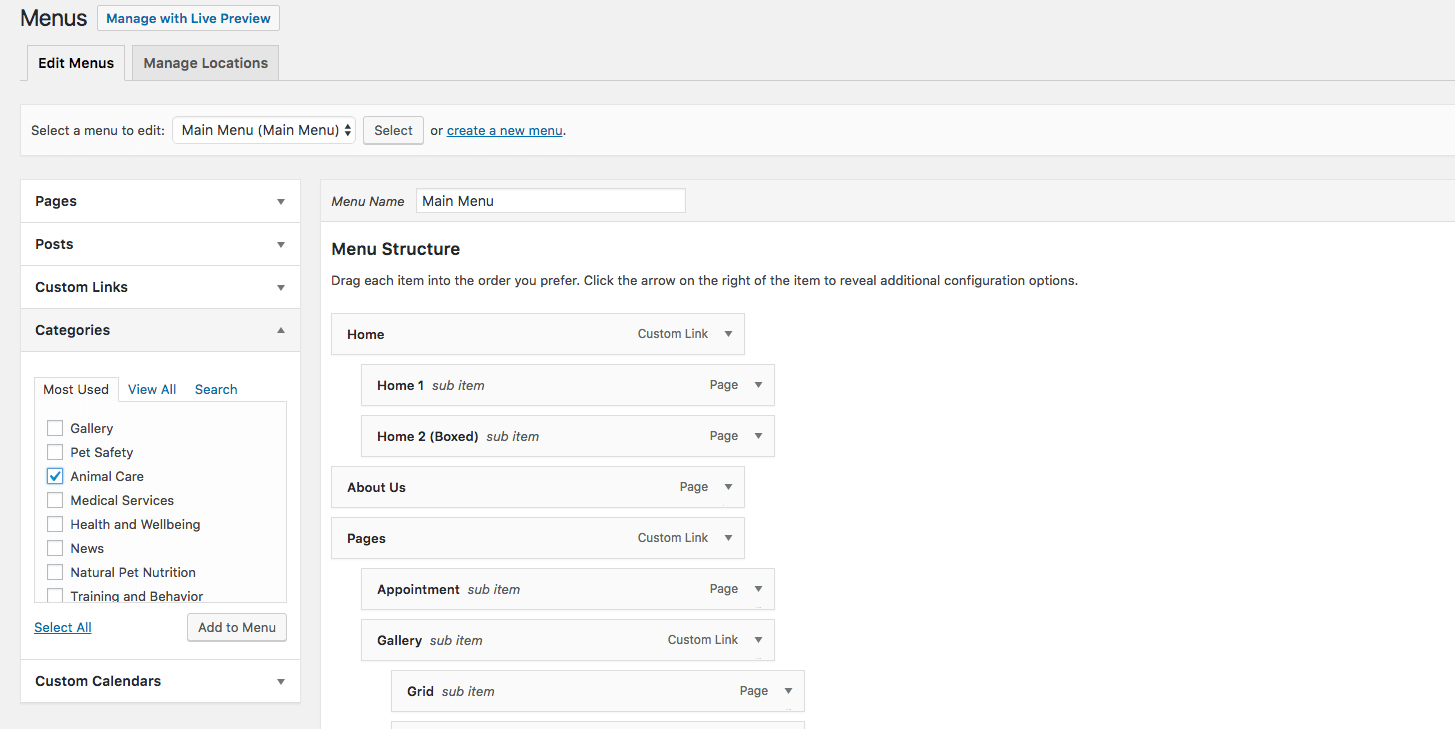 Menus Manage with Live Preview
Edit Menus Manage Locations
Select a menu to edit: Main Menu (Main Menu) Select or create a new menu.
Pages
Posts
Custom Links
Categories
Most Used View All Search
Gallery
Pet Safety
Animal Care
Medical Services
Health and Wellbeing
News
Natural Pet Nutrition
Training and Behavior
Select All Add to Menu
Custom Calendars
Menu Name Main Menu
Menu Structure
Drag each item into the order you prefer. Click the arrow on the right of the item to reveal additional configuration options.
Home Custom Link
Home 1 sub item Page
Home 2 (Boxed) sub item Page
About Us Page
Pages Custom Link
Appointment sub item Page
Gallery sub item Custom Link
Grid sub item Page